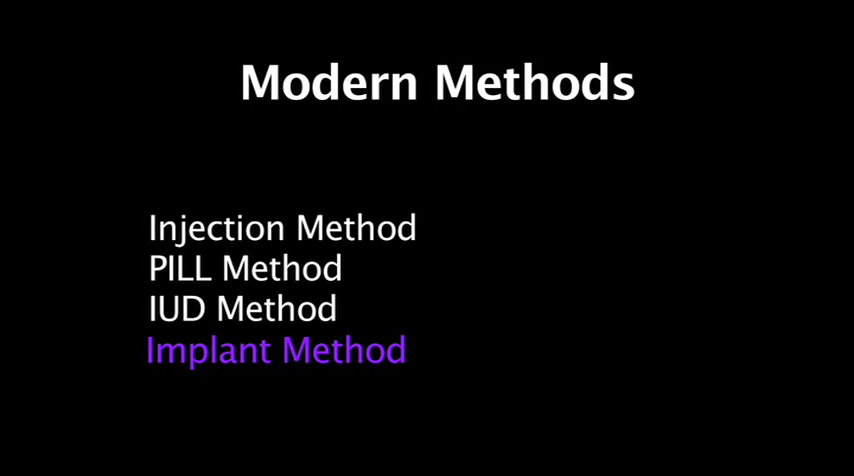 Modern Methods
Injection Method
PILL Method
IUD Method
Implant Method